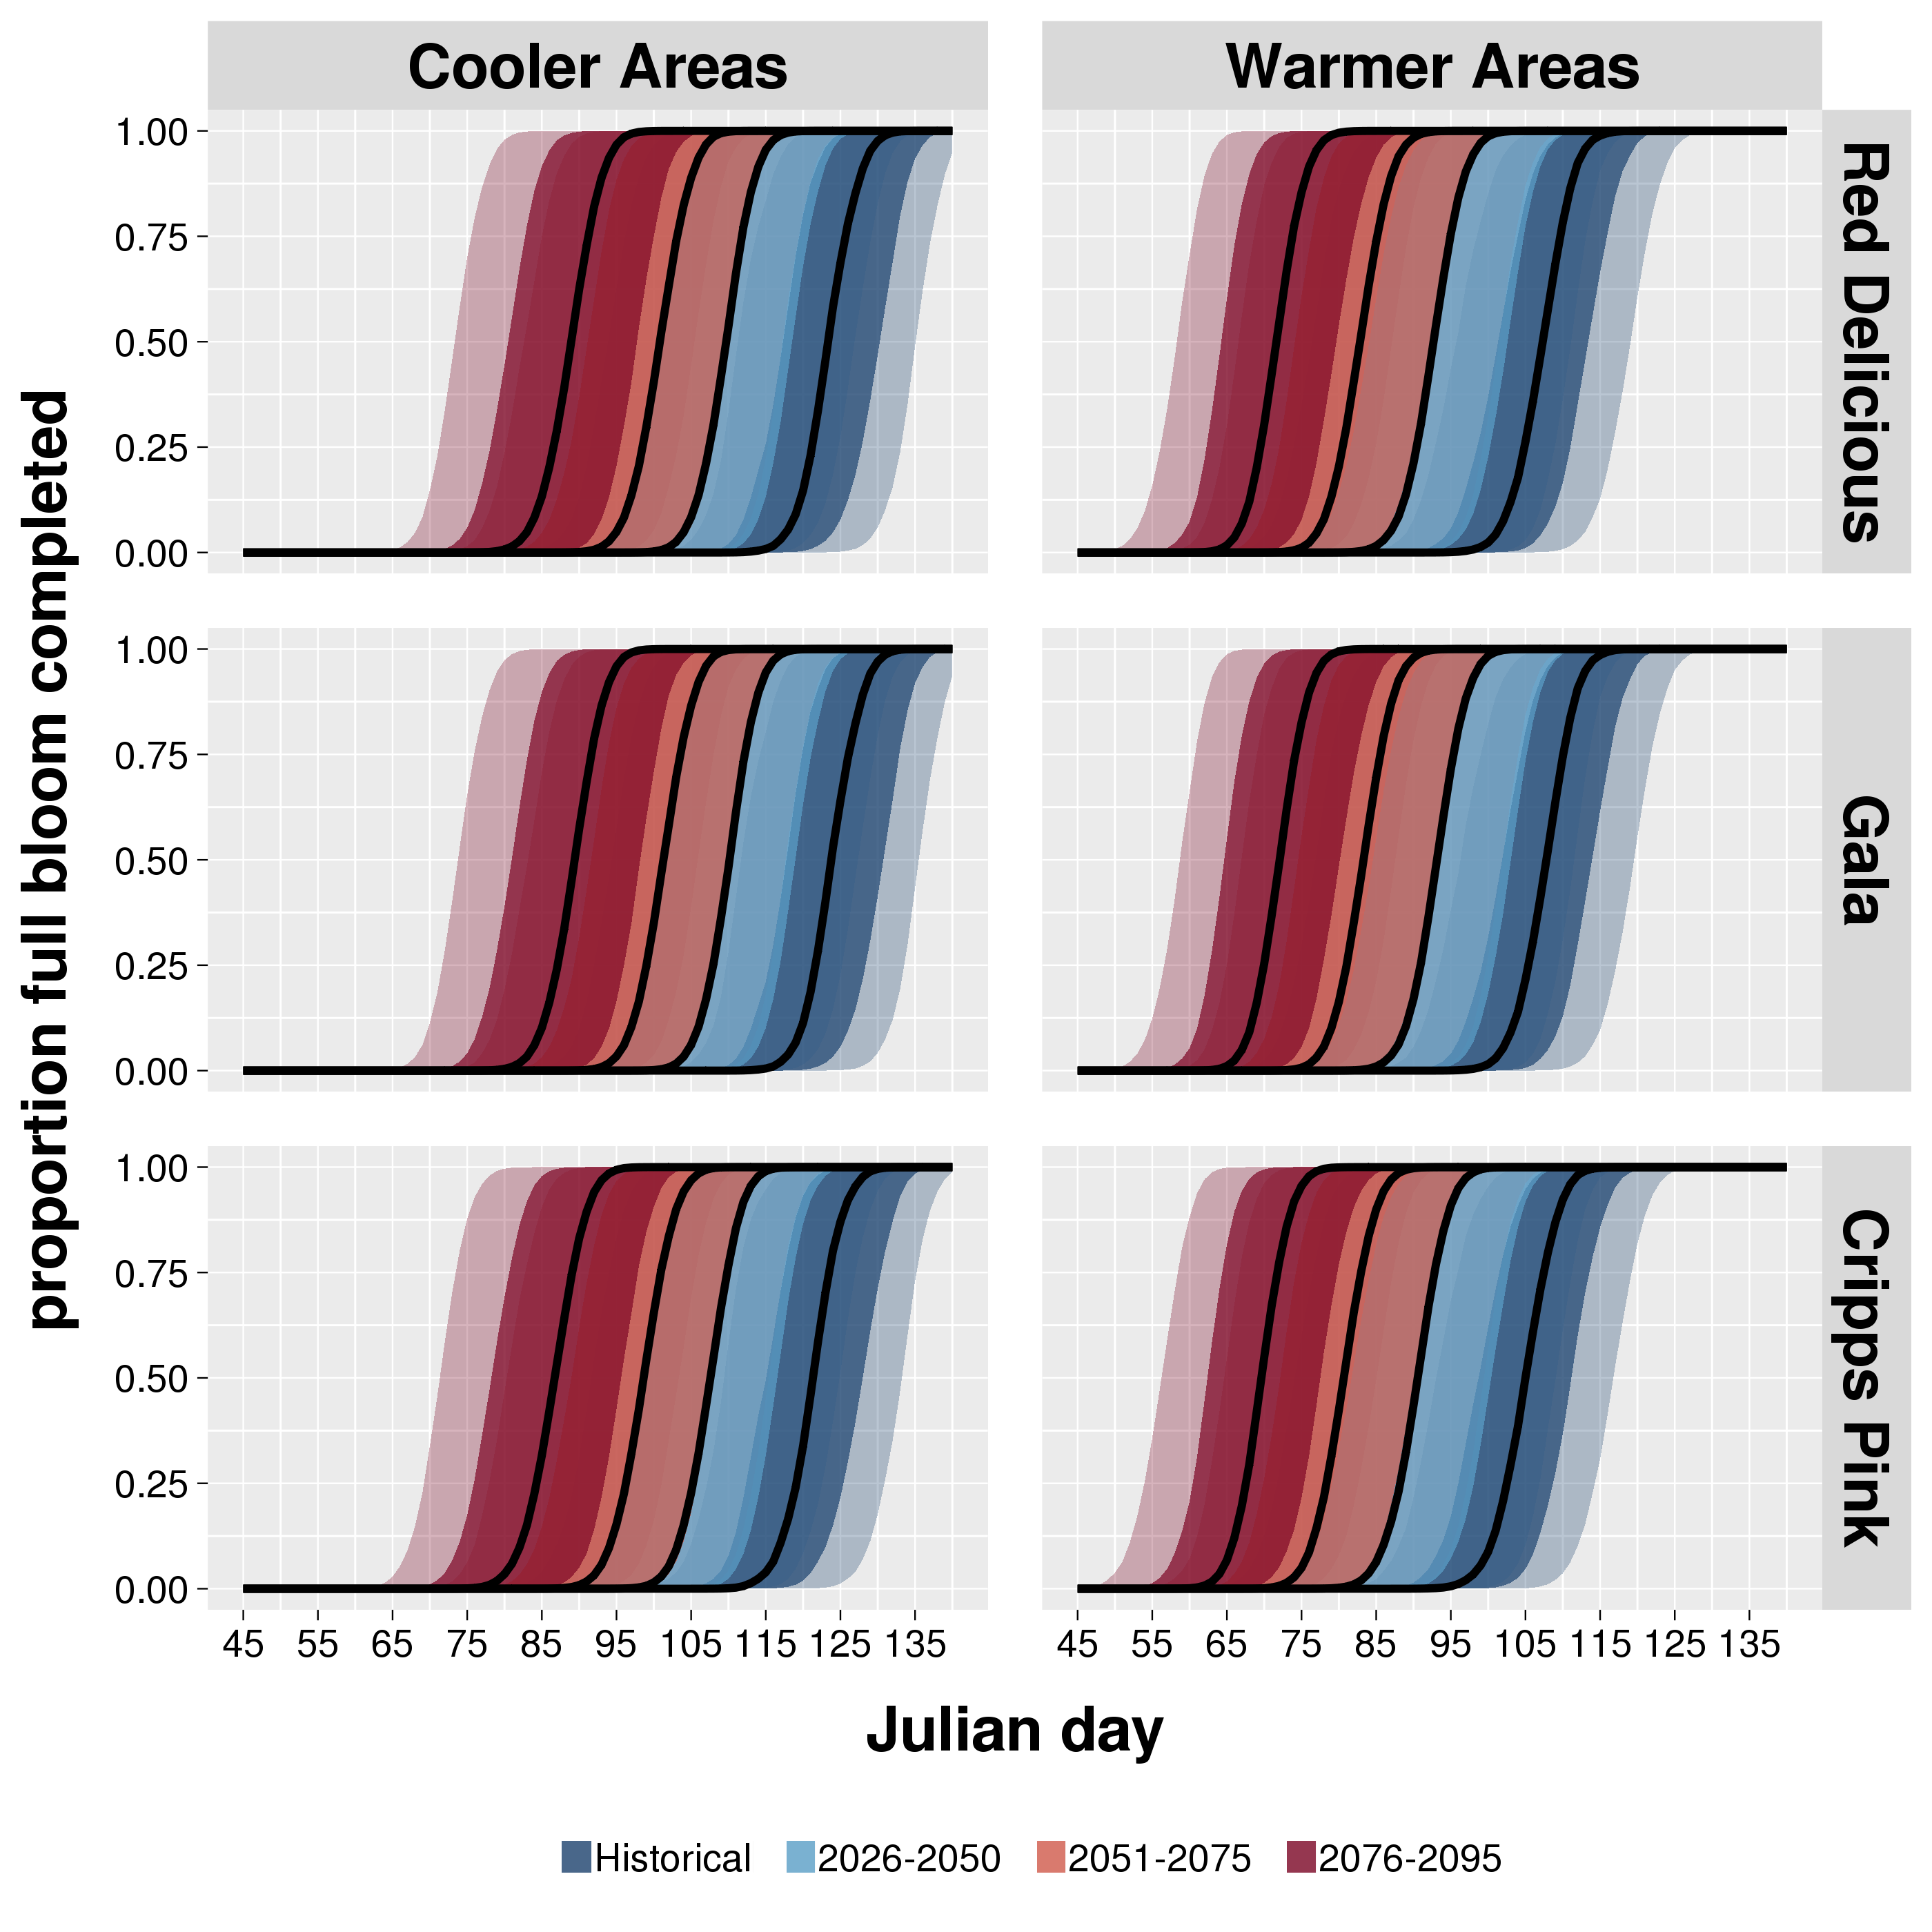 Cooler Areas
Warmer Areas
proportion full bloom completed
1.00
0.75
0.50
0.25
0.00
Red Delicious
1.00
0.75
0.50
0.25
0.00
Gala
1.00
0.75
0.50
0.25
0.00
Cripps Pink
45 55 65 75 85 95 105 115 125 135
45 55 65 75 85 95 105 115 125 135
Julian day
Historical 2026-2050 2051-2075 2076-2095